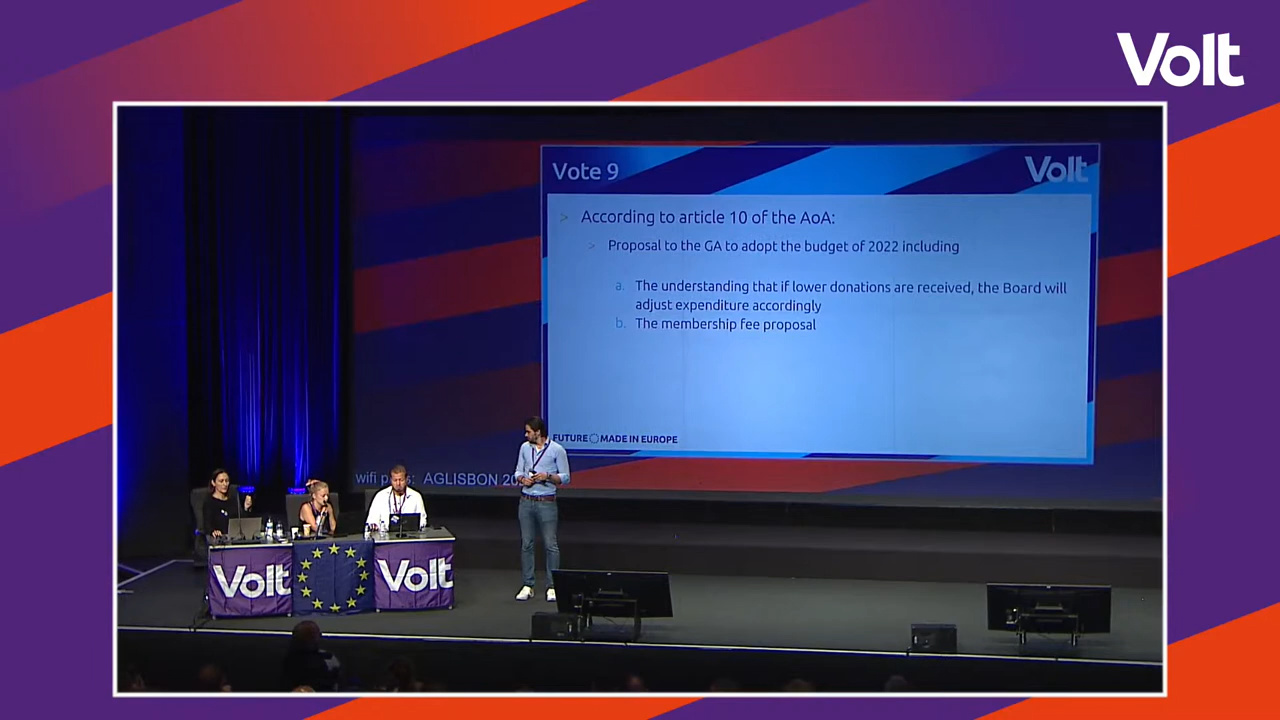 Volt
Vote 9
Volt
> According to article 10 of the AoA:
> Proposal to the GA to adopt the budget of 2022 including
a. The understanding that if lower donations are received, the Board will
adjust expenditure accordingly
b. The membership fee proposal
FUTURE MADE IN EUROPE
wifi AGLISBON
Volt
Volt